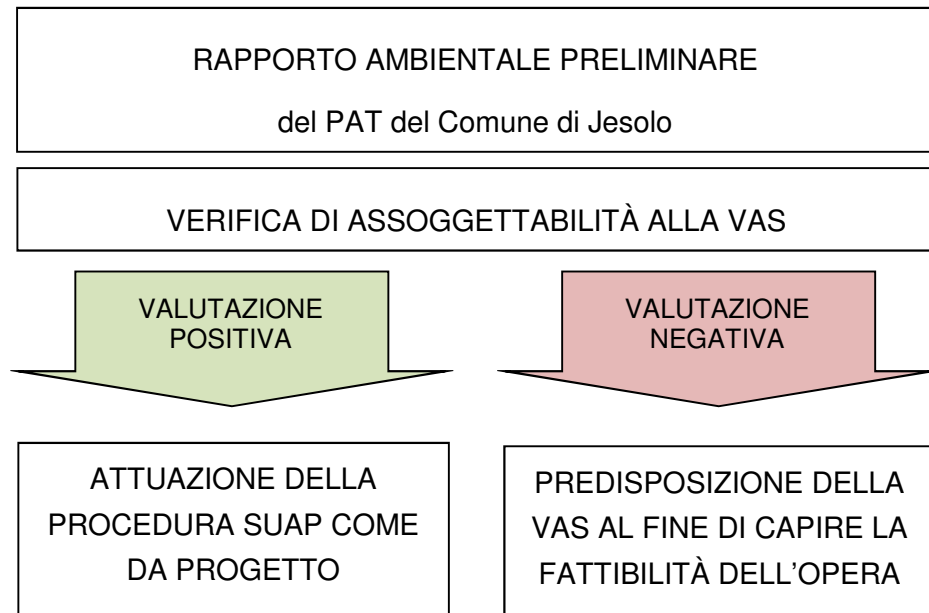 RAPPORTO AMBIENTALE PRELIMINARE
del PAT del Comune di Jesolo
VERIFICA DI ASSOGGETTABILITÀ ALLA VAS
VALUTAZIONE
POSITIVA
VALUTAZIONE
NEGATIVA
ATTUAZIONE DELLA
PROCEDURA SUAP COME
DA PROGETTO
PREDISPOSIZIONE DELLA
VAS AL FINE DI CAPIRE LA
FATTIBILITÀ DELL'OPERA